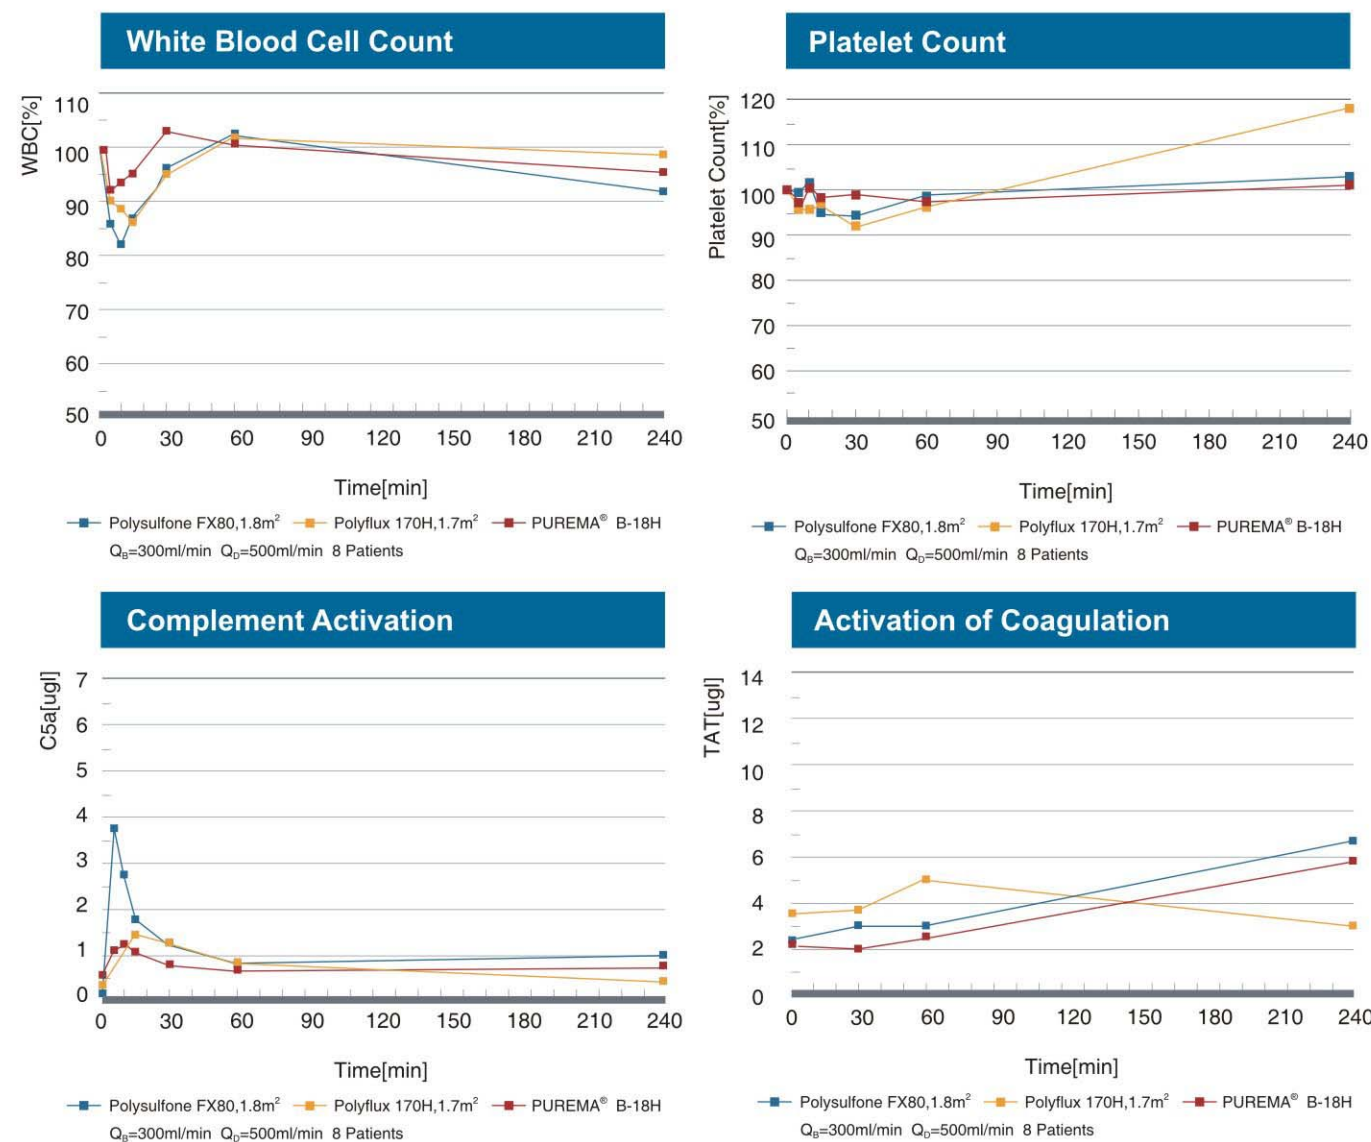 White Blood Cell Count
WBC[%]
110
100
90
80
70
60
50
0 30 60 90 120 150 180 210 240
Time[min]
Polysulfone FX80,1.8m² Polyflux 170H,1.7m² PUREMA® B-18H
Q_B=300ml/min Q_D=500ml/min 8 Patients
Platelet Count
Platelet Count[%]
120
110
100
90
80
70
60
50
0 30 60 90 120 150 180 210 240
Time[min]
Polysulfone FX80,1.8m² Polyflux 170H,1.7m² PUREMA® B-18H
Q_B=300ml/min Q_D=500ml/min 8 Patients
Complement Activation
C5a[ugl]
7
6
5
4
3
2
1
0
0 30 60 90 120 150 180 210 240
Time[min]
Polysulfone FX80,1.8m² Polyflux 170H,1.7m² PUREMA® B-18H
Q_B=300ml/min Q_D=500ml/min 8 Patients
Activation of Coagulation
TAT[ugl]
14
12
10
8
6
4
2
0
0 30 60 90 120 150 180 210 240
Time[min]
Polysulfone FX80,1.8m² Polyflux 170H,1.7m² PUREMA® B-18H
Q_B=300ml/min Q_D=500ml/min 8 Patients